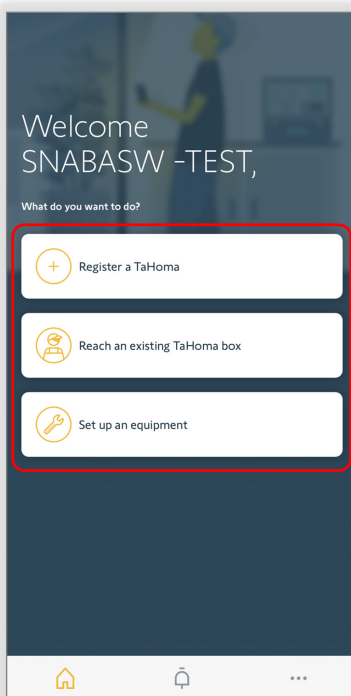 Welcome
SNABASW -TEST,
What do you want to do?
Register a TaHoma
Reach an existing TaHoma box
Set up an equipment